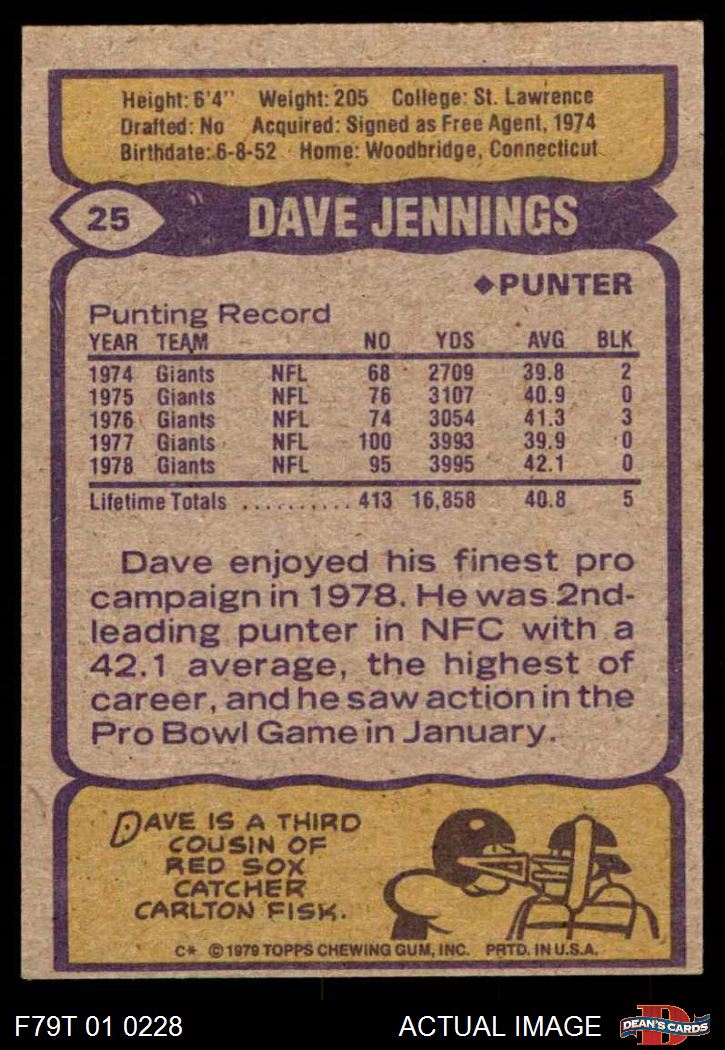 Height: 6'4" Weight: 205 College: St. Lawrence
Drafted: No Acquired: Signed as Free Agent, 1974
Birthdate: 6-8-52 Home: Woodbridge, Connecticut
25 DAVE JENNINGS
◆PUNTER
Punting Record
YEAR TEAM NO YDS AVG BLK
1974 Giants NFL 68 2709 39.8 2
1975 Giants NFL 76 3107 40.9 0
1976 Giants NFL 74 3054 41.3 3
1977 Giants NFL 100 3993 39.9 0
1978 Giants NFL 95 3995 42.1 0
Lifetime Totals .......... 413 16,858 40.8 5
Dave enjoyed his finest pro
campaign in 1978. He was 2nd-
leading punter in NFC with a
42.1 average, the highest of
career, and he saw action in the
Pro Bowl Game in January.
DAVE IS A THIRD
COUSIN OF
RED SOX
CATCHER
CARLTON FISK.
C* © 1979 TOPPS CHEWING GUM, INC. PRTD. IN U.S.A.
F79T 01 0228 ACTUAL IMAGE D DEAN'S CARDS